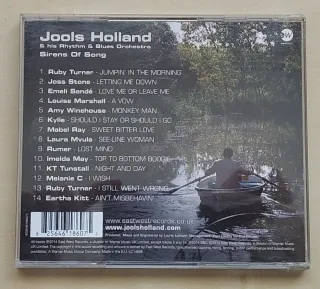 Jools Holland
& his Rhythm & Blues Orchestra
Sirens Of Song
1 Ruby Turner - JUMPIN' IN THE MORNING
2 Joss Stone - LETTING ME DOWN
3 Emeli Sandé - LOVE ME OR LEAVE ME
4 Louise Marshall - A VOW
5 Amy Winehouse - MONKEY MAN
6 Kylie - SHOULD I STAY OR SHOULD I GO
7 Mabel Ray - SWEET BITTER LOVE
8 Laura Mvula - SEE-LINE WOMAN
9 Rumer - LOST MIND
10 Imelda May - TOP TO BOTTOM BOOGIE
11 KT Tunstall - NIGHT AND DAY
12 Melanie C - I WISH
13 Ruby Turner - I STILL WENT WRONG
14 Eartha Kitt - AIN'T MISBEHAVIN'
www.eastwestrecords.co.uk
www.joolsholland.com